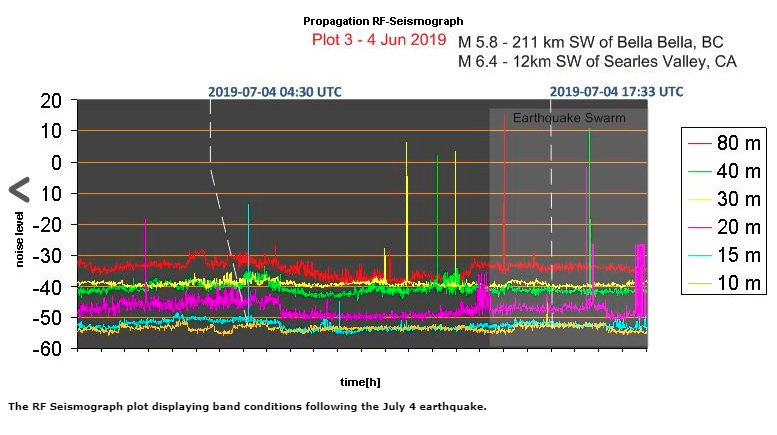 Propagation RF-Seismograph
Plot 3 - 4 Jun 2019
M 5.8 - 211 km SW of Bella Bella, BC
M 6.4 - 12km SW of Searles Valley, CA
2019-07-04 04:30 UTC
2019-07-04 17:33 UTC
Earthquake Swarm
20
10
0
10
-20
-30
-40
-50
-60
noise level
time[h]
80 m
40 m
30 m
20 m
15 m
10 m
The RF Seismograph plot displaying band conditions following the July 4 earthquake.